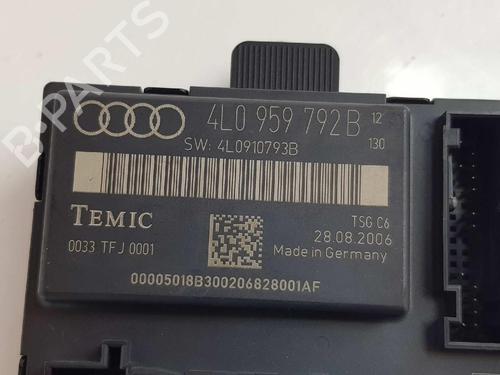 B-PARTS
4L0 959 792B 12
130
SW: 4L0910793B
TEMIC
TSG C6
28.08.2006
0033 TFJ 0001
Made in Germany
00005018B300206828001AF